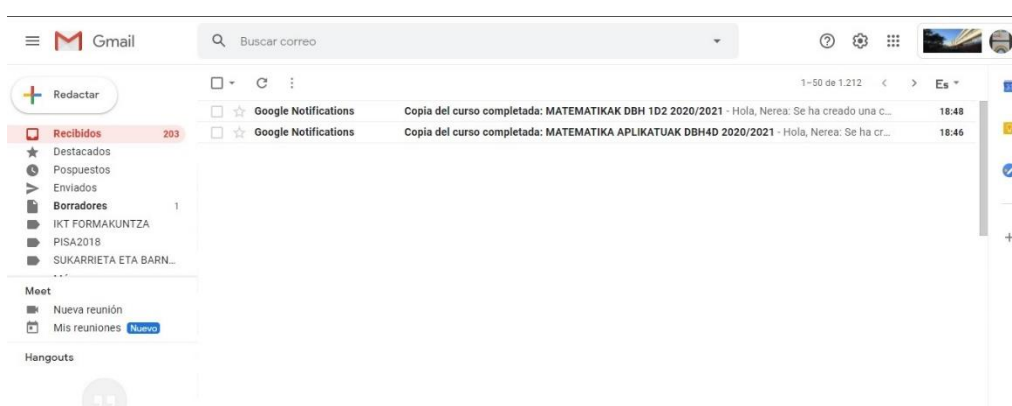 Gmail
Buscar correo
Redactar
1–50 de 1.212
Es
Google Notifications Copia del curso completada: MATEMATIKAK DBH 1D2 2020/2021 - Hola, Nerea: Se ha creado una c... 18:48
Google Notifications Copia del curso completada: MATEMATIKA APLIKATUAK DBH4D 2020/2021 - Hola, Nerea: Se ha cr... 18:46
Recibidos 203
Destacados
Pospuestos
Enviados
Borradores 1
IKT FORMAKUNTZA
PISA2018
SUKARRIETA ETA BARN...
Meet
Nueva reunión
Mis reuniones Nuevo
Hangouts